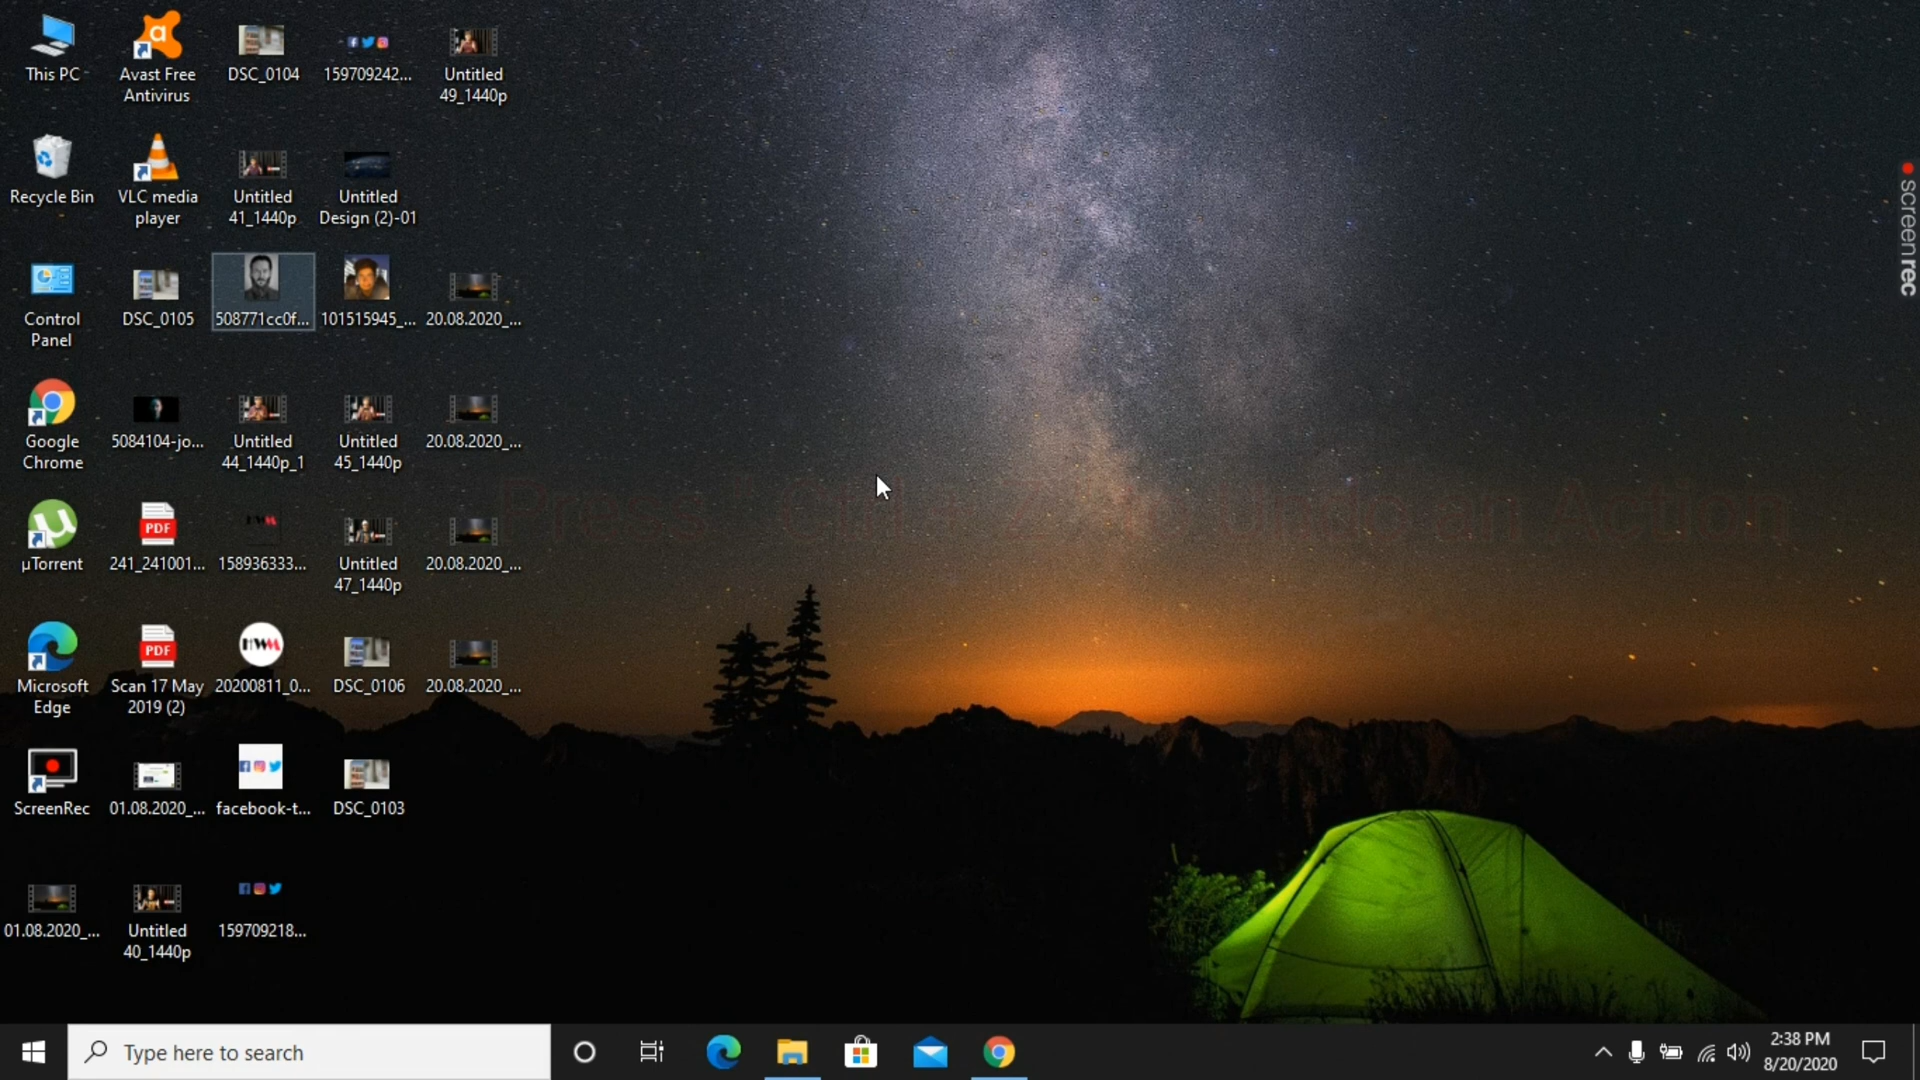 This PC
Avast Free
Antivirus
DSC_0104
159709242...
Untitled
49_1440p
Recycle Bin
VLC media
player
Untitled
41_1440p
Untitled
Design (2)-01
Control
Panel
DSC_0105
508771cc0f...
101515945_...
20.08.2020_...
Google
Chrome
5084104-jo...
Untitled
44_1440p_1
Untitled
45_1440p
20.08.2020_...
µTorrent
PDF
241_241001...
158936333...
Untitled
47_1440p
20.08.2020_...
Microsoft
Edge
PDF
Scan 17 May
2019 (2)
20200811_0...
DSC_0106
20.08.2020_...
ScreenRec
01.08.2020_...
facebook-t...
DSC_0103
01.08.2020_...
Untitled
40_1440p
159709218...
screenrec
an Action
Type here to search
2:38 PM
8/20/2020